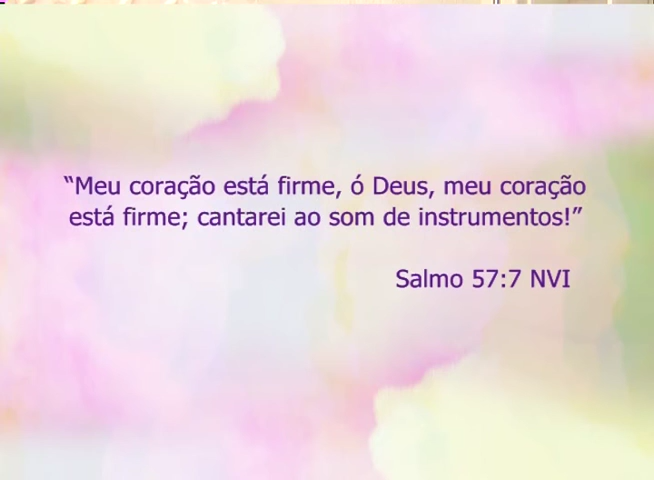 “Meu coração está firme, ó Deus, meu coração
está firme; cantarei ao som de instrumentos!”
Salmo 57:7 NVI